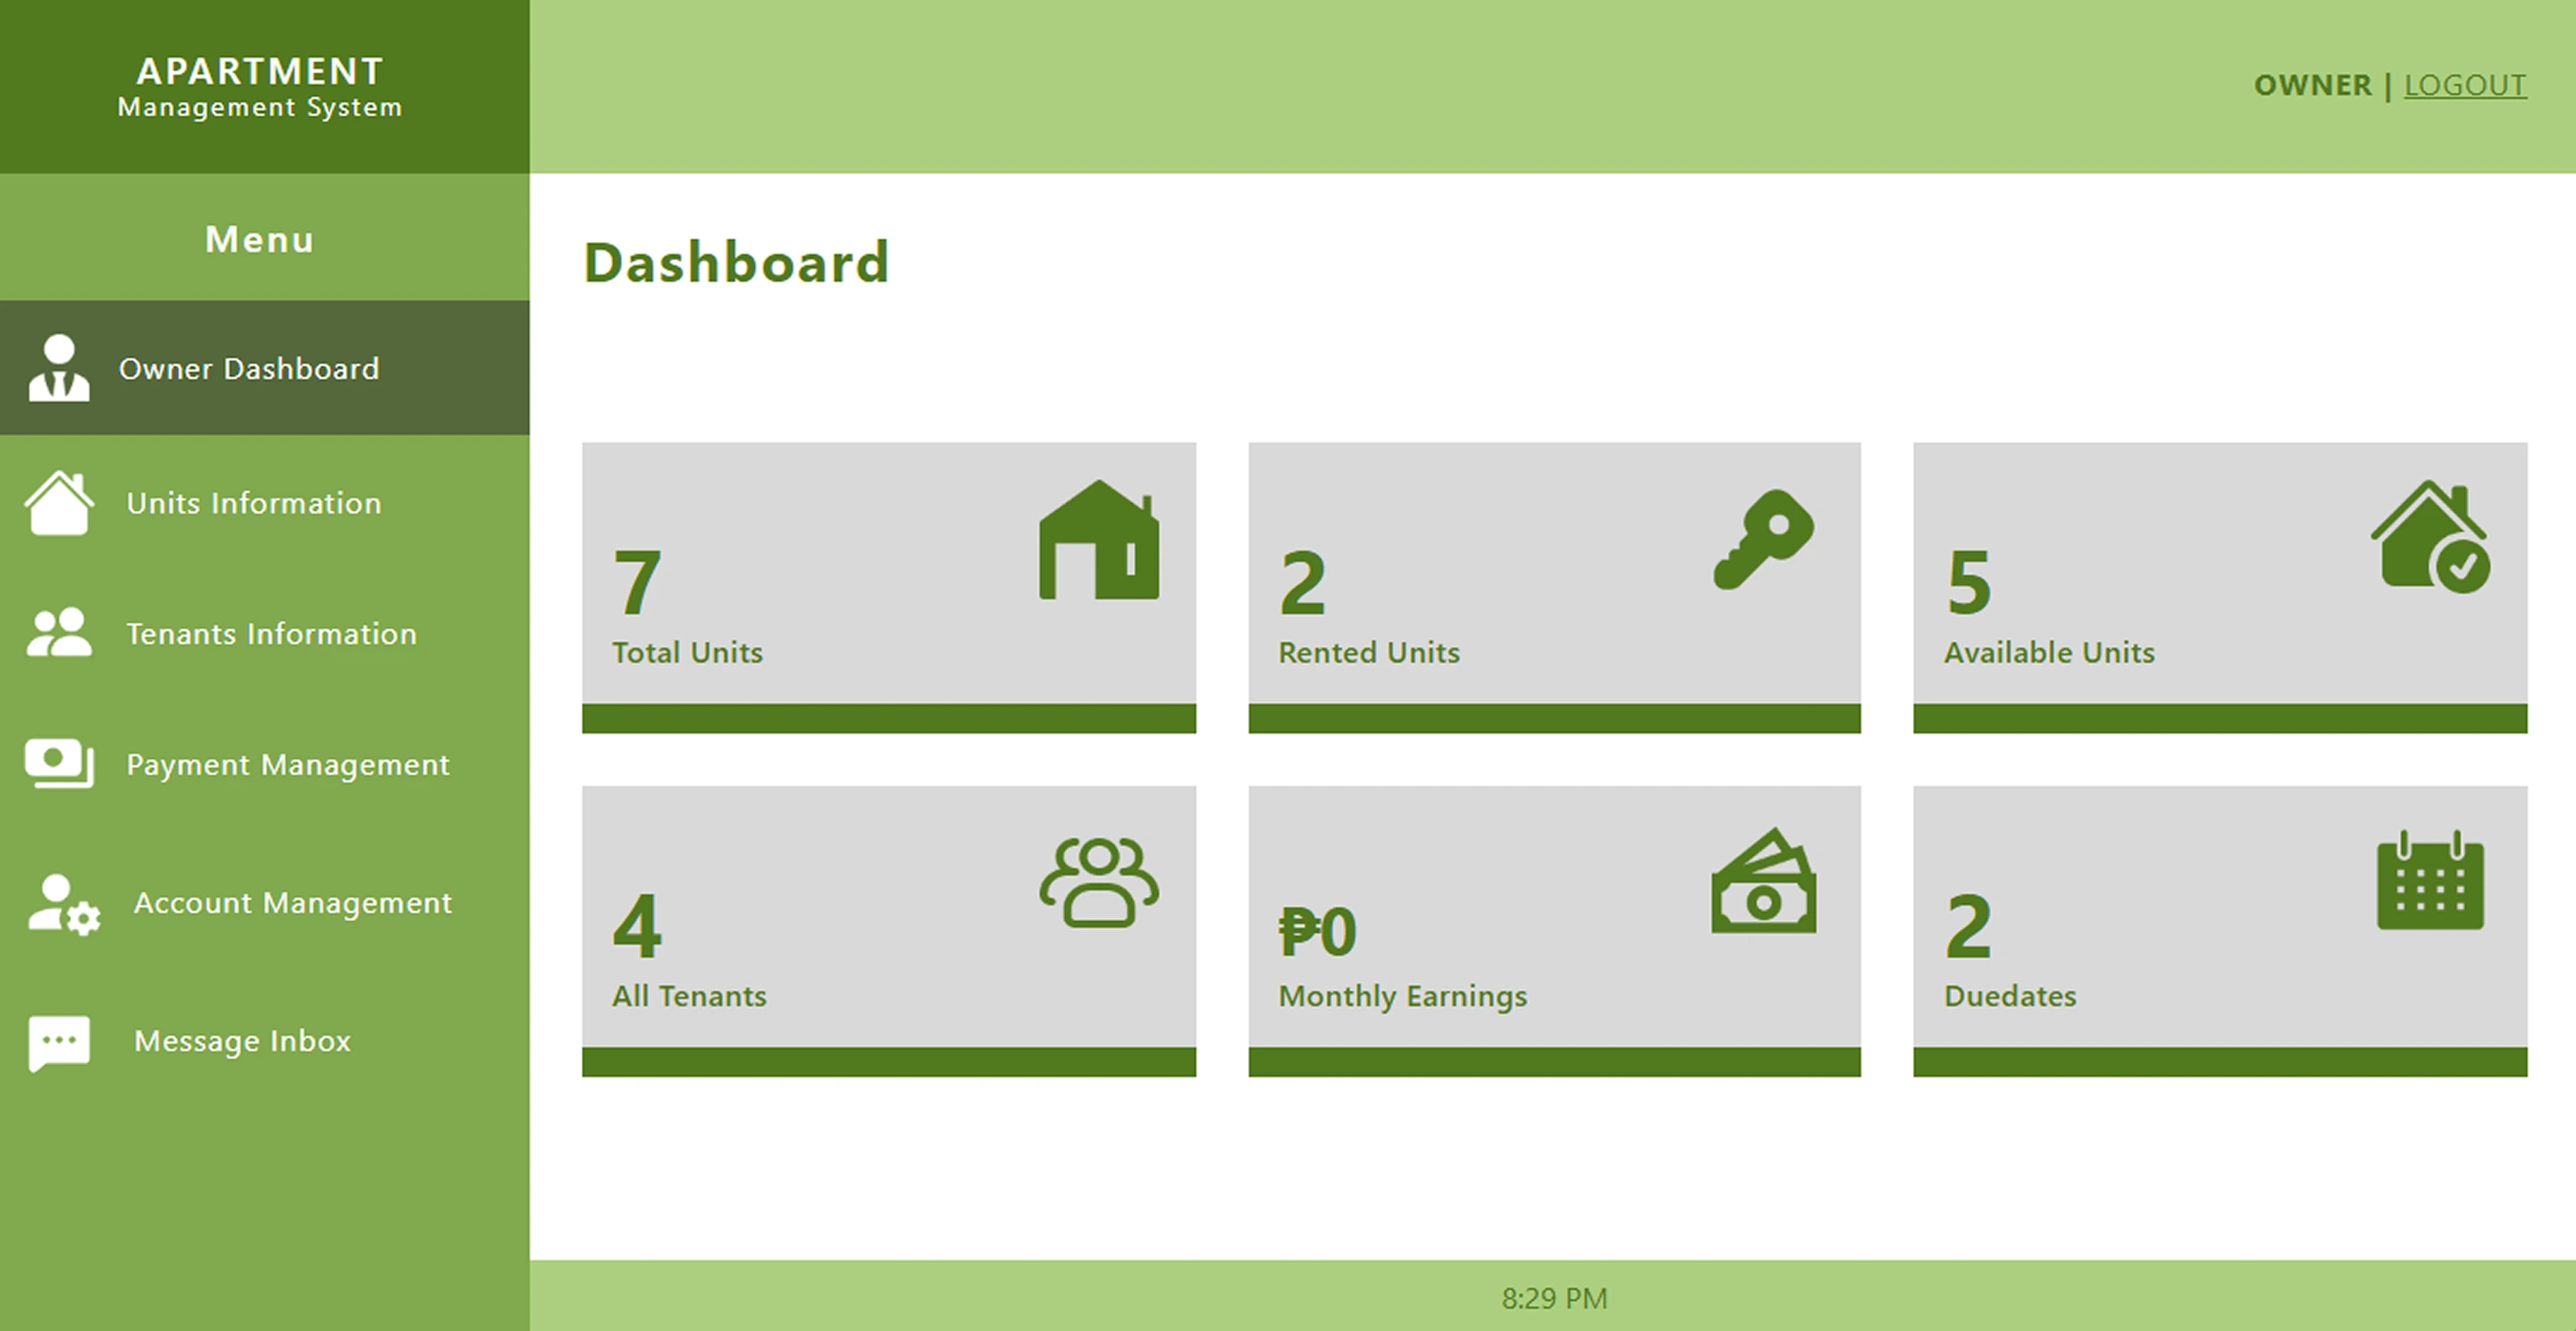 APARTMENT
Management System
OWNER | LOGOUT
Menu
Owner Dashboard
Units Information
Tenants Information
Payment Management
Account Management
Message Inbox
Dashboard
7
Total Units
2
Rented Units
5
Available Units
4
All Tenants
₱0
Monthly Earnings
2
Duedates
8:29 PM